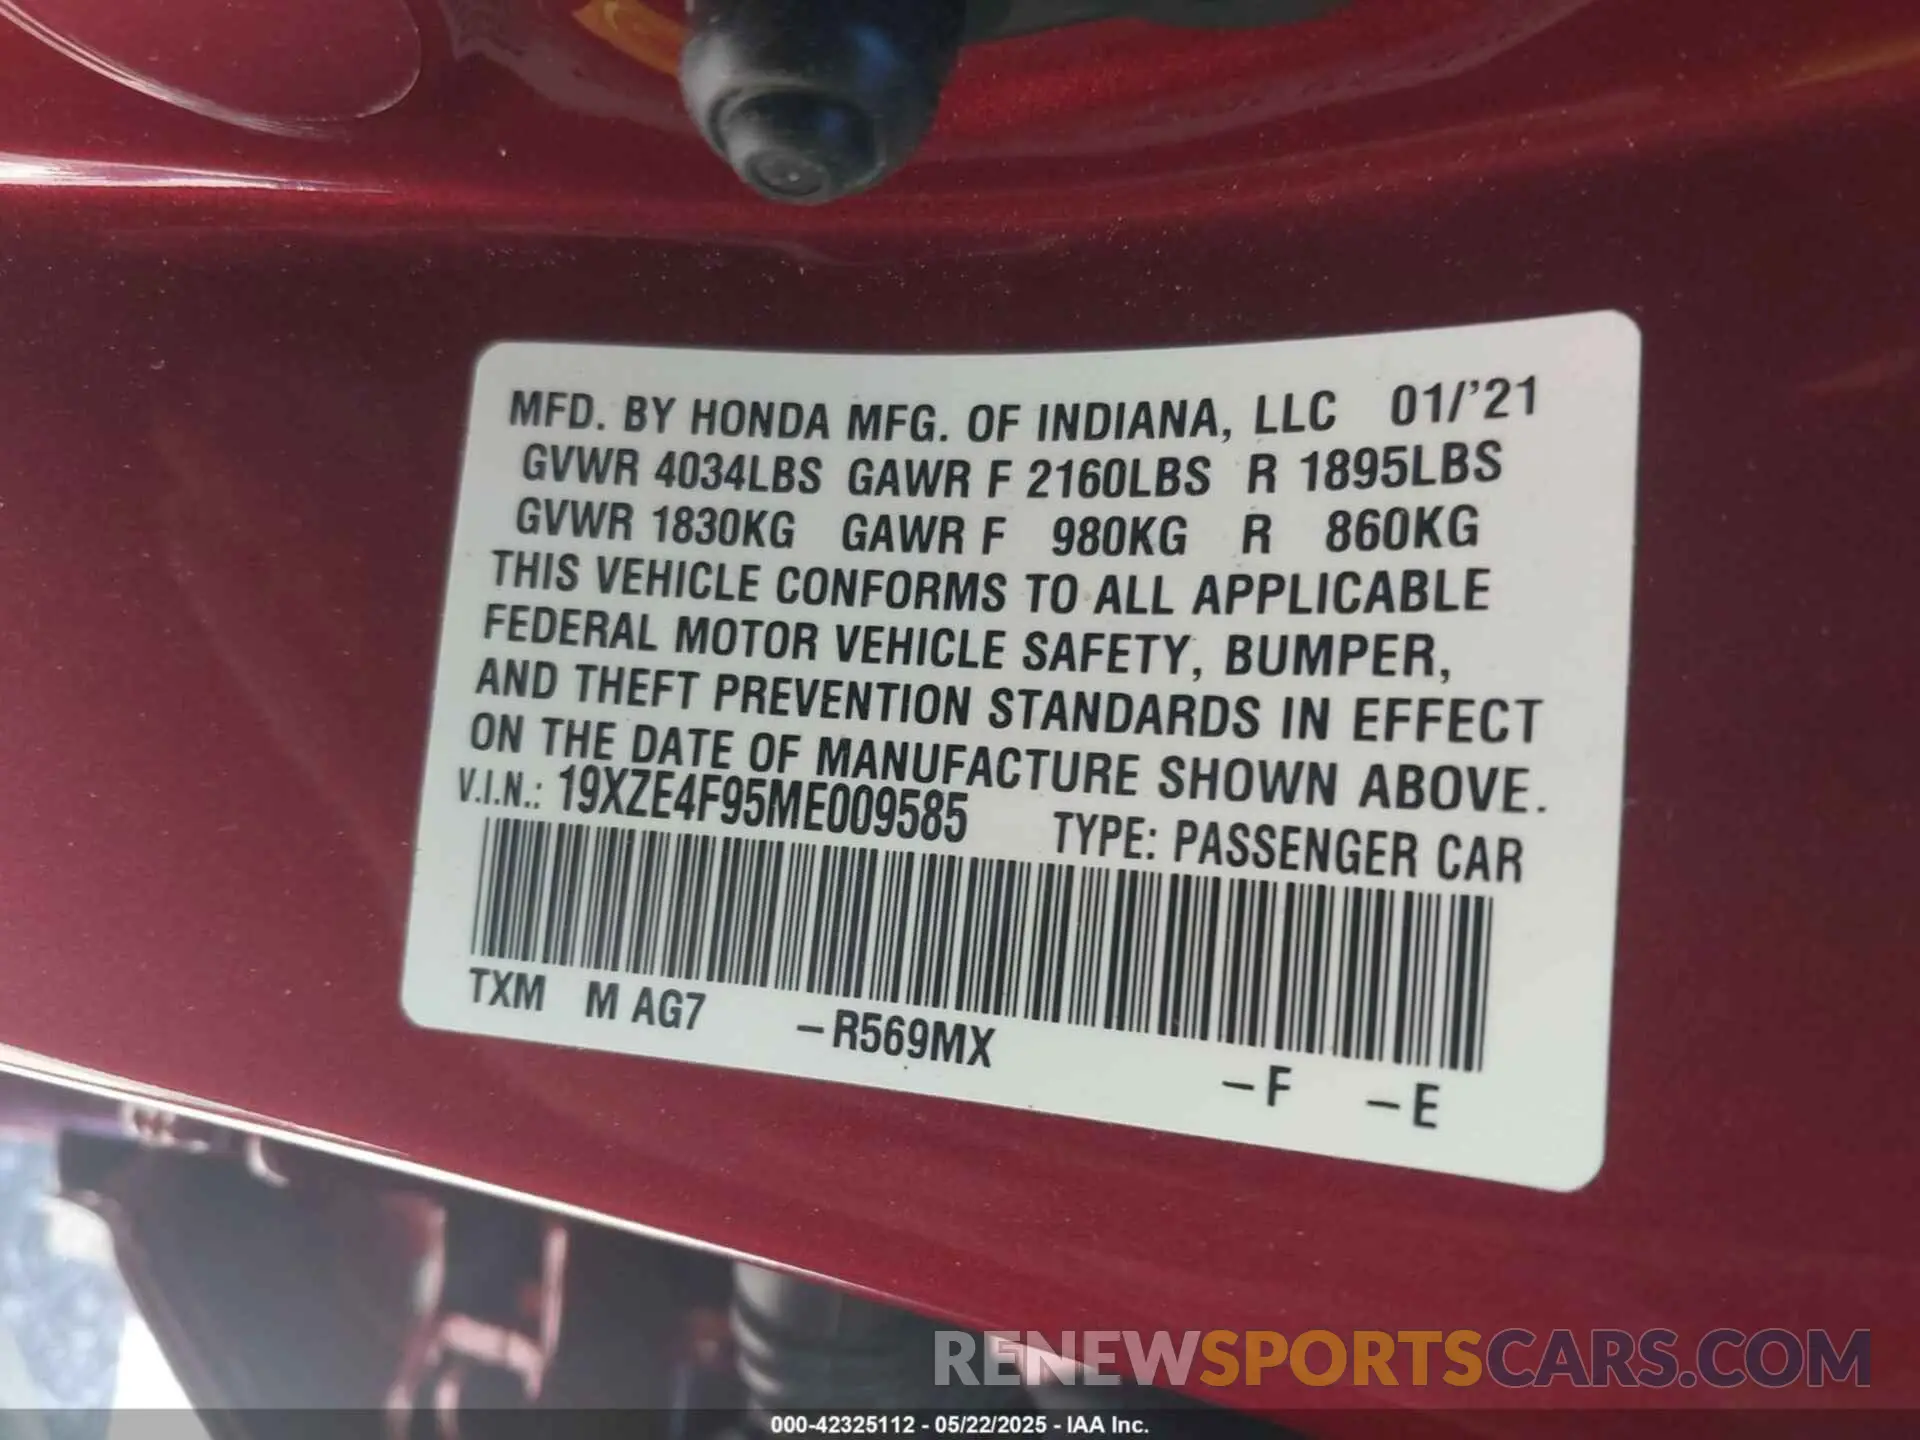 MFD. BY HONDA MFG. OF INDIANA, LLC 01/'21
GVWR 4034LBS GAWR F 2160LBS R 1895LBS
GVWR 1830KG GAWR F 980KG R 860KG
THIS VEHICLE CONFORMS TO ALL APPLICABLE
FEDERAL MOTOR VEHICLE SAFETY, BUMPER,
AND THEFT PREVENTION STANDARDS IN EFFECT
ON THE DATE OF MANUFACTURE SHOWN ABOVE.
V.I.N.: 19XZE4F95ME009585 TYPE: PASSENGER CAR
TXM M AG7 –R569MX –F –E
RENEWSPORTSCARS.COM
000-42325112 - 05/22/2025 - IAA Inc.